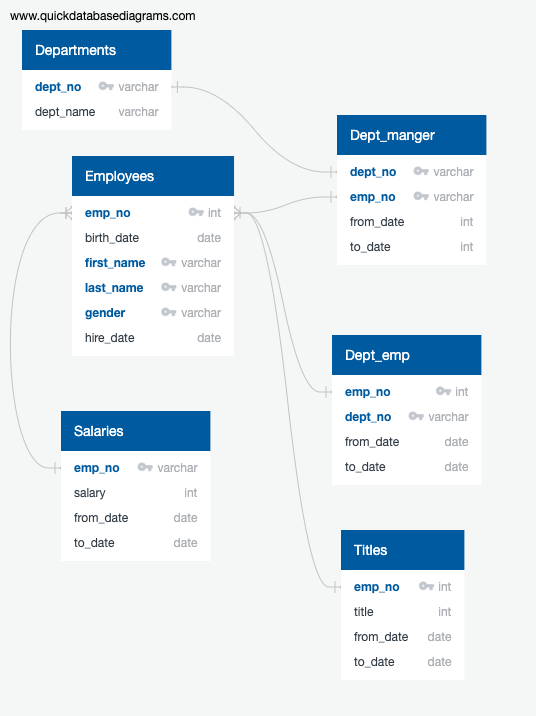 www.quickdatabasediagrams.com
Departments
dept_no varchar
dept_name varchar
Dept_manger
dept_no varchar
emp_no varchar
from_date int
to_date int
Employees
emp_no int
birth_date date
first_name varchar
last_name varchar
gender varchar
hire_date date
Dept_emp
emp_no int
dept_no varchar
from_date date
to_date date
Salaries
emp_no varchar
salary int
from_date date
to_date date
Titles
emp_no int
title int
from_date date
to_date date